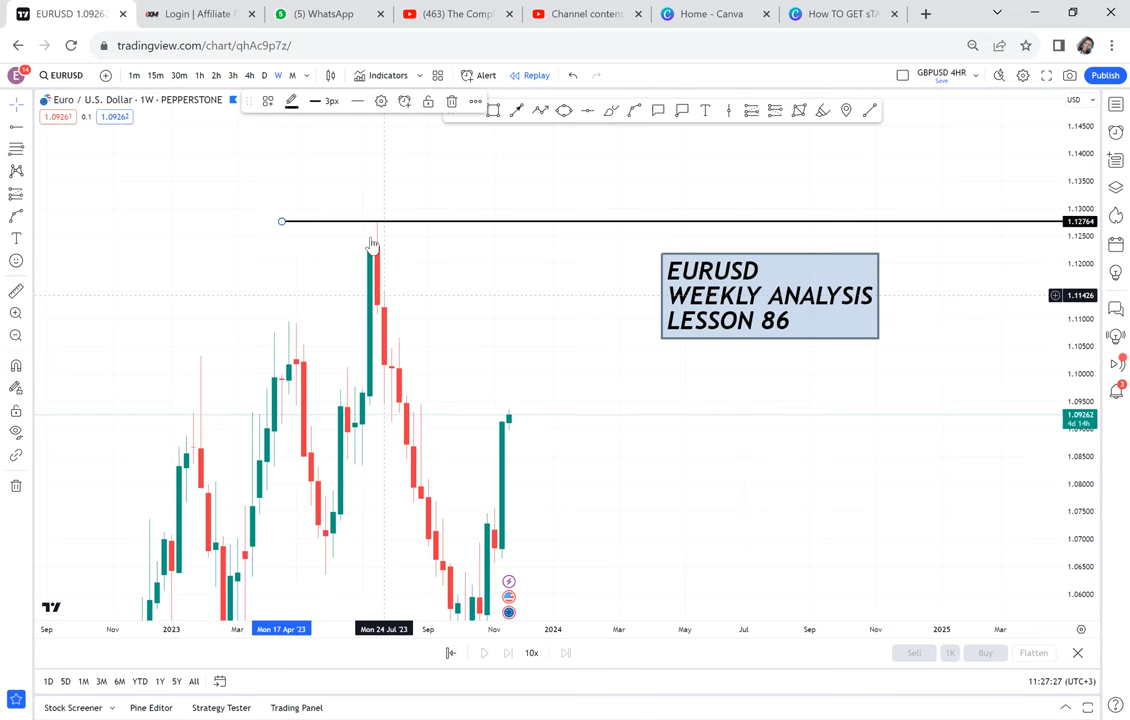 EURUSD 1.0926
Login | Affiliate
(5) WhatsApp
(463) The Comp
Channel content
Home - Canva
How TO GET sTA
tradingview.com/chart/qhAc9p7z/
E 14 EURUSD 1m 15m 30m 1h 2h 3h 4h D W M Indicators Alert Replay GBPUSD 4HR Save Publish
Euro / U.S. Dollar · 1W · PEPPERSTONE
3px
USD
1.09261 0.1 1.09262
T
1.14500
1.14000
1.13500
1.13000
1.12764
1.12500
1.12000
1.11426
1.11000
1.10500
1.10000
1.09500
1.09262
4d 14h
1.09000
1.08500
1.08000
1.07500
1.07000
1.06500
1.06000
EURUSD
WEEKLY ANALYSIS
LESSON 86
3
Sep Nov 2023 Mar Mon 17 Apr '23 Mon 24 Jul '23 Sep Nov 2024 Mar May Jul Sep Nov 2025 Mar
10x Sell 1K Buy Flatten
1D 5D 1M 3M 6M YTD 1Y 5Y All 11:27:27 (UTC+3)
Stock Screener Pine Editor Strategy Tester Trading Panel